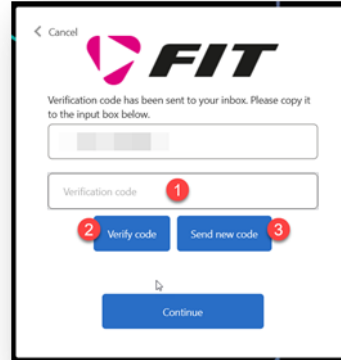 Cancel
FIT
Verification code has been sent to your inbox. Please copy it
to the input box below.
Verification code 1
2 Verify code Send new code 3
Continue